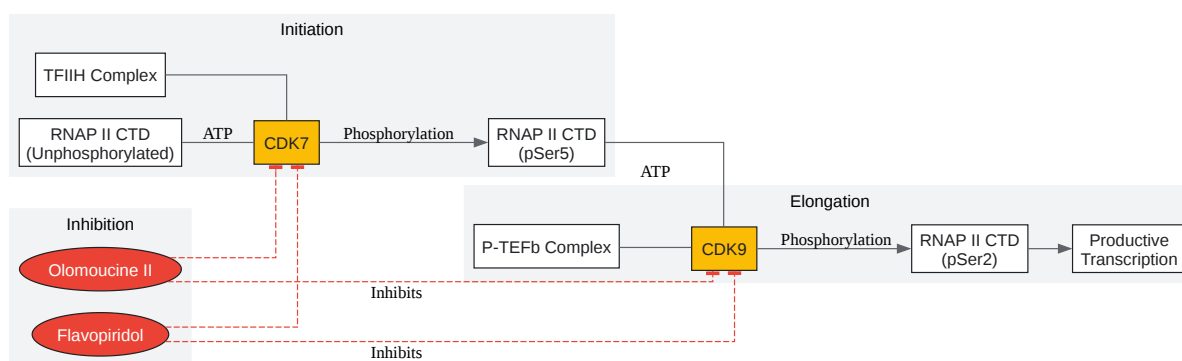 Initiation
TFIIH Complex
RNAP II CTD
(Unphosphorylated)
ATP
CDK7
Phosphorylation
RNAP II CTD
(pSer5)
ATP
Elongation
P-TEFb Complex
CDK9
Phosphorylation
RNAP II CTD
(pSer2)
Productive
Transcription
Inhibition
Olomoucine II
Inhibits
Flavopiridol
Inhibits